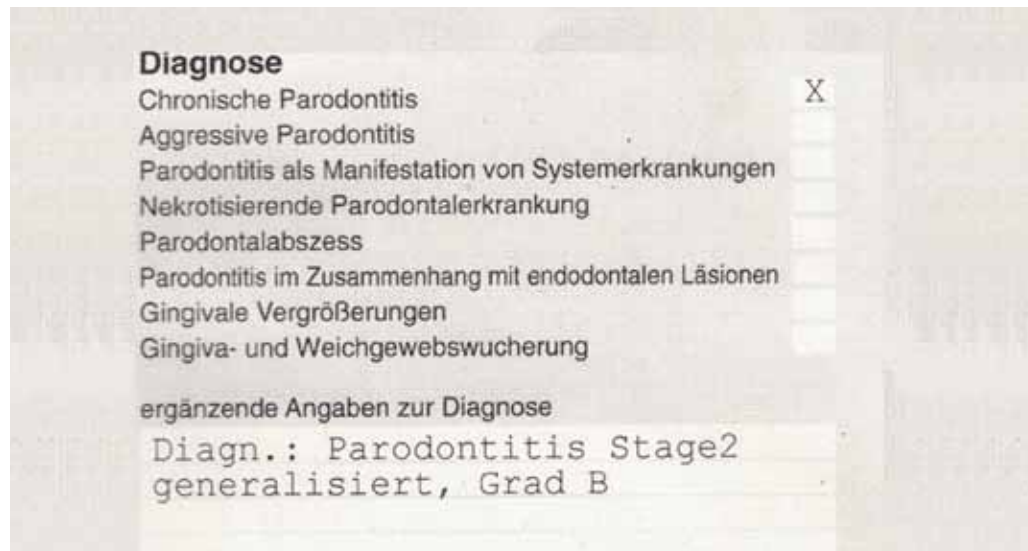 Diagnose
Chronische Parodontitis X
Aggressive Parodontitis
Parodontitis als Manifestation von Systemerkrankungen
Nekrotisierende Parodontalerkrankung
Parodontalabszess
Parodontitis im Zusammenhang mit endodontalen Läsionen
Gingivale Vergrößerungen
Gingiva- und Weichgewebswucherung
ergänzende Angaben zur Diagnose
Diagn.: Parodontitis Stage2
generalisiert, Grad B